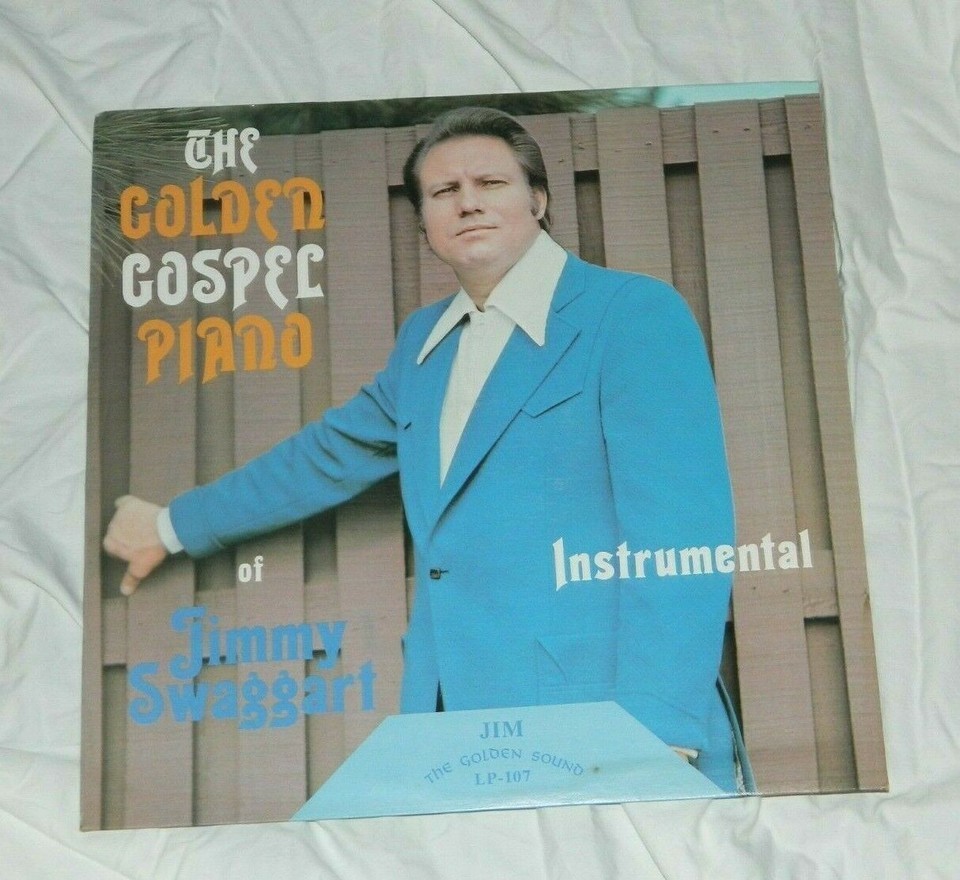 THE
GOLDEN
GOSPEL
PIANO
of
Jimmy
Swaggart
Instrumental
JIM
THE GOLDEN SOUND
LP-107